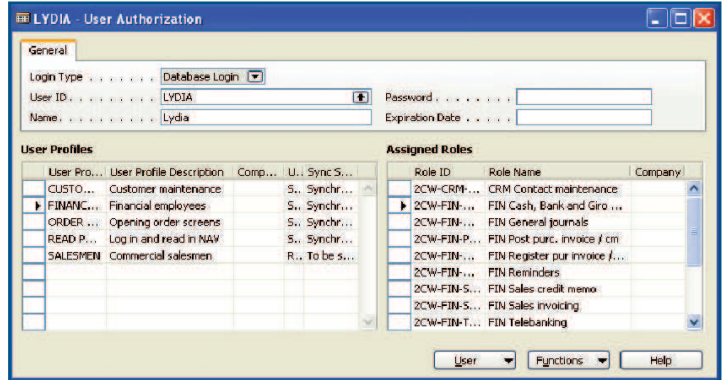 LYDIA - User Authorization
General
Login Type . . . . . . . Database Login
User ID . . . . . . . . . LYDIA Password . . . . . . . .
Name . . . . . . . . . . Lydia Expiration Date . . . . .
User Profiles Assigned Roles
User Pro... User Profile Description Comp... U.. Sync S... Role ID Role Name Company
CUSTO... Customer maintenance S.. Synchr... 2CW-CRM-... CRM Contact maintenance
FINANC... Financial employees S.. Synchr... 2CW-FIN-... FIN Cash, Bank and Giro ...
ORDER ... Opening order screens S.. Synchr... 2CW-FIN-... FIN General journals
READ P... Log in and read in NAV S.. Synchr... 2CW-FIN-P... FIN Post purc. invoice / cm
SALESMEN Commercial salesmen R.. To be s... 2CW-FIN-... FIN Register pur invoice /...
2CW-FIN-... FIN Reminders
2CW-FIN-S... FIN Sales credit memo
2CW-FIN-S... FIN Sales invoicing
2CW-FIN-T... FIN Telebanking
User Functions Help